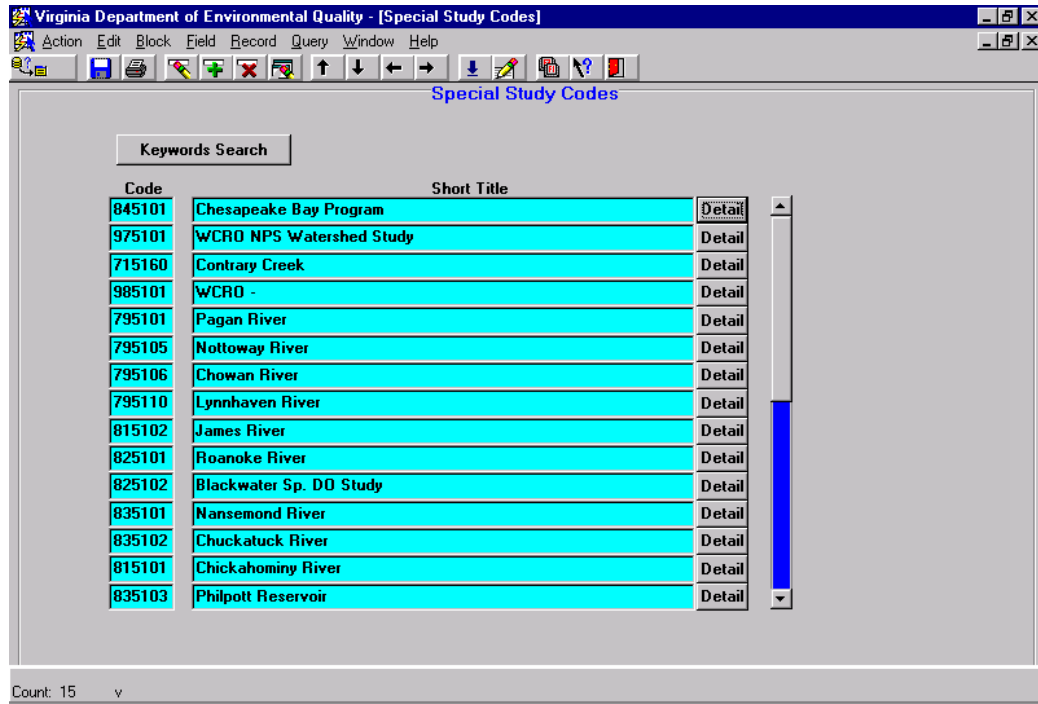 Virginia Department of Environmental Quality - [Special Study Codes]
Action Edit Block Field Record Query Window Help
Special Study Codes
Keywords Search
Code Short Title
845101 Chesapeake Bay Program Detail
975101 WCRO NPS Watershed Study Detail
715160 Contrary Creek Detail
985101 WCRO - Detail
795101 Pagan River Detail
795105 Nottoway River Detail
795106 Chowan River Detail
795110 Lynnhaven River Detail
815102 James River Detail
825101 Roanoke River Detail
825102 Blackwater Sp. DO Study Detail
835101 Nansemond River Detail
835102 Chuckatuck River Detail
815101 Chickahominy River Detail
835103 Philpott Reservoir Detail
Count: 15 v